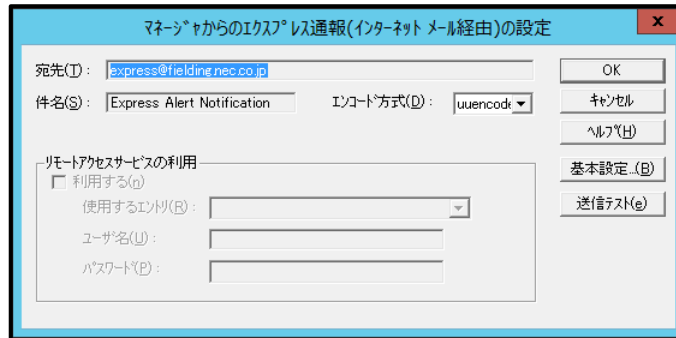 ﾏﾈｰｼﾞｬからのｴｸｽﾌﾟﾚｽ通報(ｲﾝﾀｰﾈｯﾄ ﾒｰﾙ経由)の設定
x
宛先(T) : express@fielding.nec.co.jp
OK
件名(S) : Express Alert Notification
ｴﾝｺｰﾄﾞ方式(D) : uuencode
ｷｬﾝｾﾙ
ﾍﾙﾌﾟ(H)
ﾘﾓｰﾄｱｸｾｽｻｰﾋﾞｽの利用
基本設定...(B)
利用する(n)
使用するｴﾝﾄﾘ(R) :
送信ﾃｽﾄ(e)
ﾕｰｻﾞ名(U) :
ﾊﾟｽﾜｰﾄﾞ(P) :